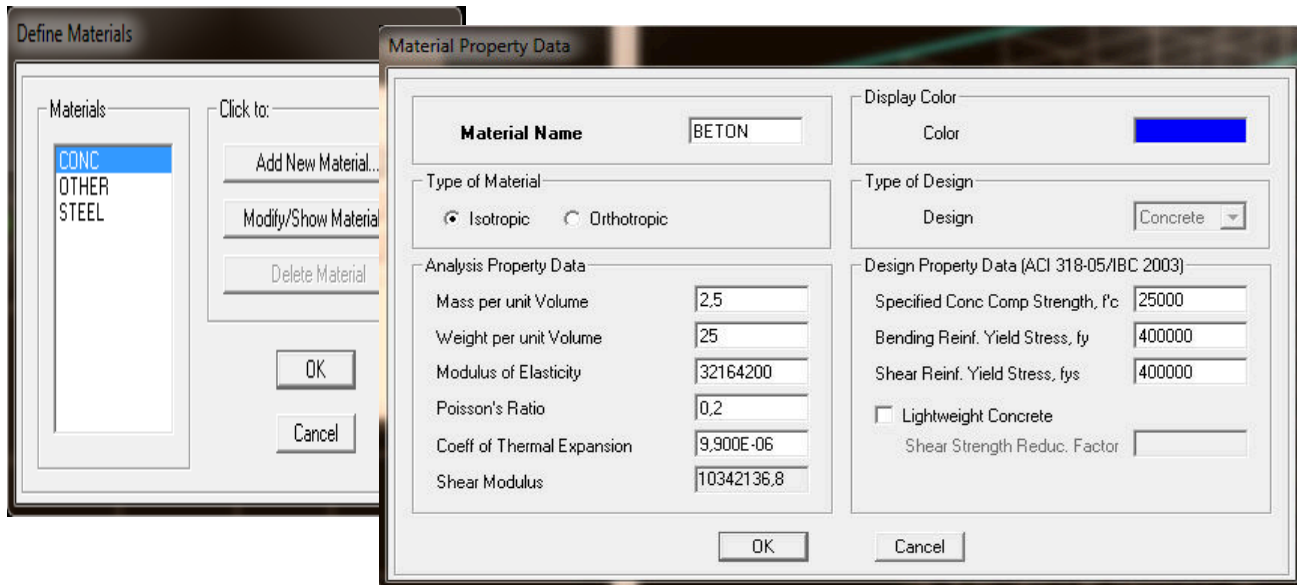 Define Materials
Materials
CONC
OTHER
STEEL
Click to:
Add New Material...
Modify/Show Material
Delete Material
OK
Cancel
Material Property Data
Material Name BETON
Display Color
Color
Type of Material
Isotropic Orthotropic
Type of Design
Design Concrete
Analysis Property Data
Mass per unit Volume 2,5
Weight per unit Volume 25
Modulus of Elasticity 32164200
Poisson's Ratio 0,2
Coeff of Thermal Expansion 9,900E-06
Shear Modulus 10342136,8
Design Property Data (ACI 318-05/IBC 2003)
Specified Conc Comp Strength, f'c 25000
Bending Reinf. Yield Stress, fy 400000
Shear Reinf. Yield Stress, fys 400000
Lightweight Concrete
Shear Strength Reduc. Factor
OK
Cancel